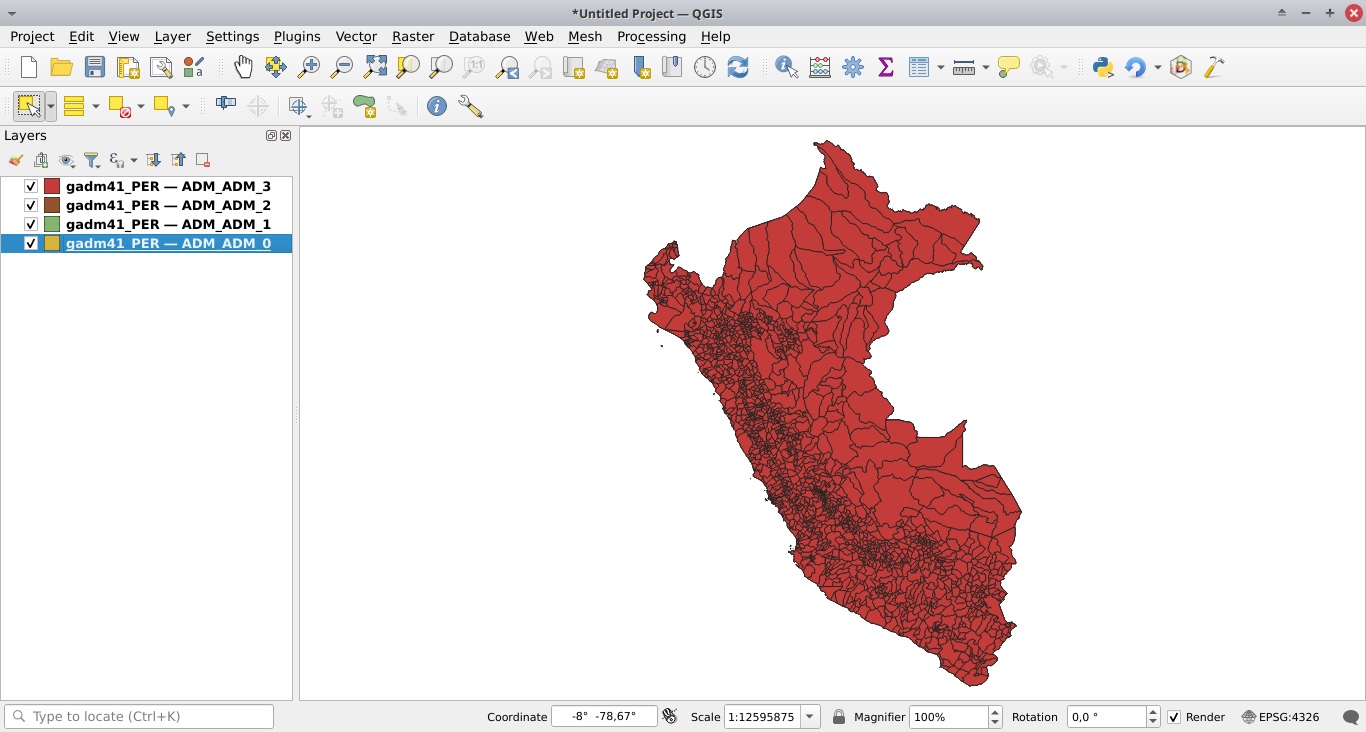 *Untitled Project — QGIS
Project Edit View Layer Settings Plugins Vector Raster Database Web Mesh Processing Help
1:1
Layers
gadm41_PER — ADM_ADM_3
gadm41_PER — ADM_ADM_2
gadm41_PER — ADM_ADM_1
gadm41_PER — ADM_ADM_0
Type to locate (Ctrl+K) Coordinate -8° -78,67° Scale 1:12595875 Magnifier 100% Rotation 0,0 ° Render EPSG:4326